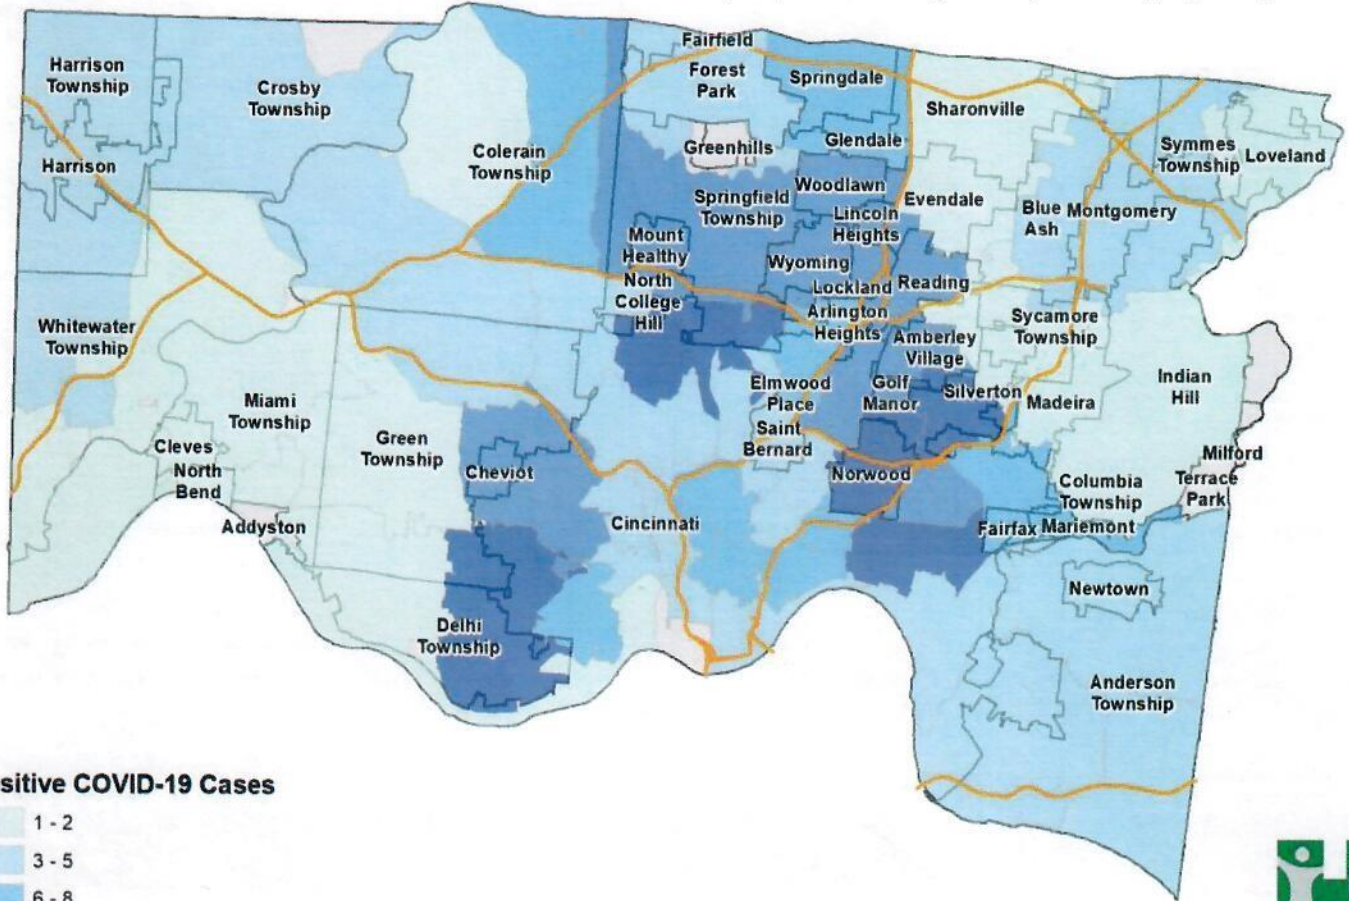 Fairfield
Harrison
Township
Forest
Park
Springdale
Crosby
Township
Sharonville
Greenhills
Glendale
Colerain
Township
Symmes
Township
Loveland
Harrison
Woodlawn
Springfield
Township
Evendale
Lincoln
Heights
Blue
Ash
Montgomery
Mount
Healthy
Wyoming
North
College
Hill
Lockland
Reading
Arlington
Heights
Sycamore
Township
Whitewater
Township
Amberley
Village
Elmwood
Place
Golf
Manor
Silverton
Indian
Hill
Madeira
Miami
Township
Saint
Bernard
Green
Township
Cleves
North
Bend
Cheviot
Norwood
Milford
Terrace
Park
Columbia
Township
Addyston
Cincinnati
Fairfax
Mariemont
Newtown
Delhi
Township
Anderson
Township
sitive COVID-19 Cases
1 - 2
3 - 5
6 - 8